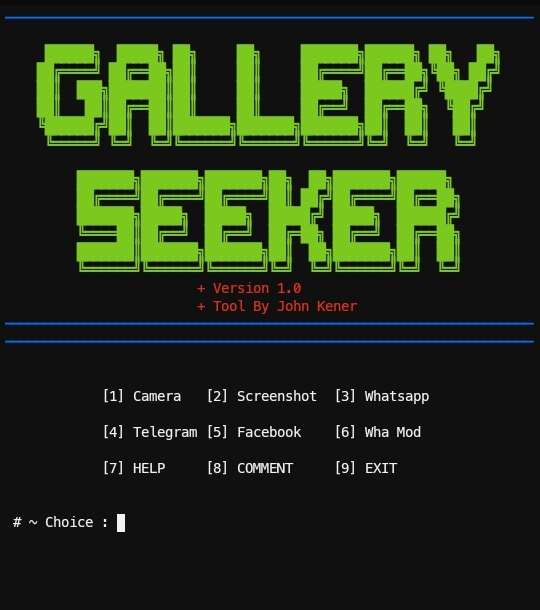 GALLERY
SEEKER
+ Version 1.0
+ Tool By John Kener
[1] Camera [2] Screenshot [3] Whatsapp
[4] Telegram [5] Facebook [6] Wha Mod
[7] HELP [8] COMMENT [9] EXIT
# ~ Choice :